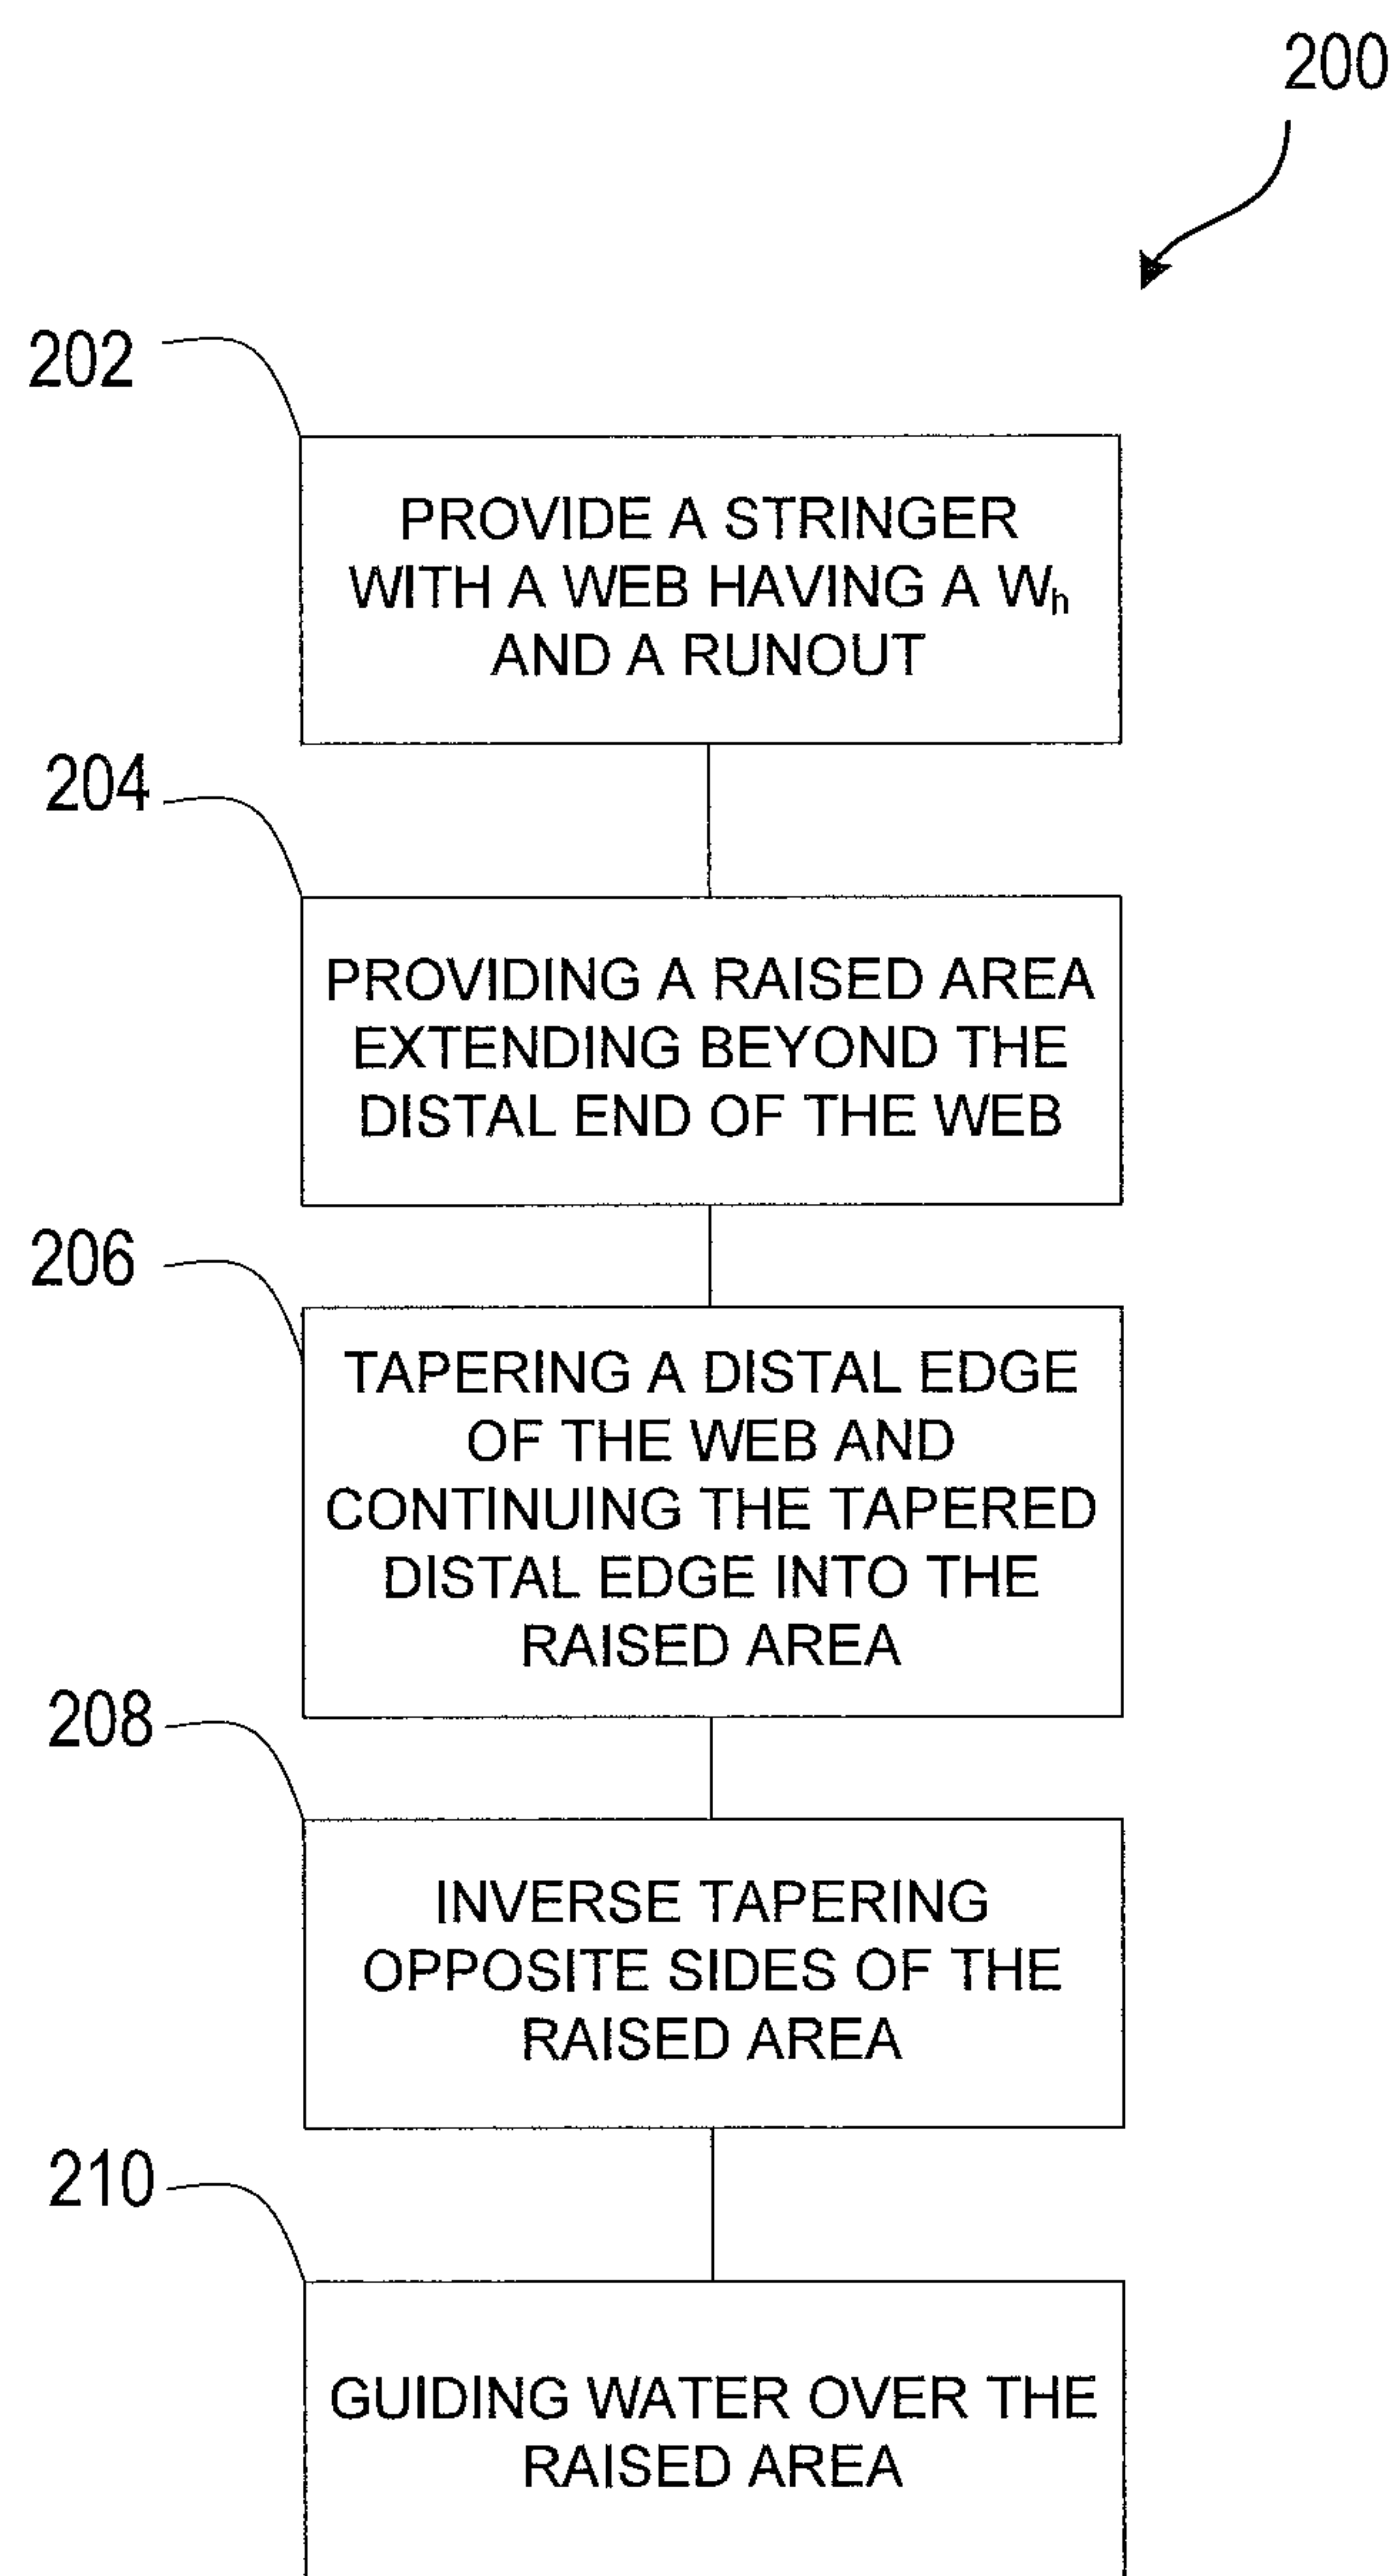 200
202
PROVIDE A STRINGER
WITH A WEB HAVING A Wh
AND A RUNOUT
204
PROVIDING A RAISED AREA
EXTENDING BEYOND THE
DISTAL END OF THE WEB
206
TAPERING A DISTAL EDGE
OF THE WEB AND
CONTINUING THE TAPERED
DISTAL EDGE INTO THE
RAISED AREA
208
INVERSE TAPERING
OPPOSITE SIDES OF THE
RAISED AREA
210
GUIDING WATER OVER THE
RAISED AREA